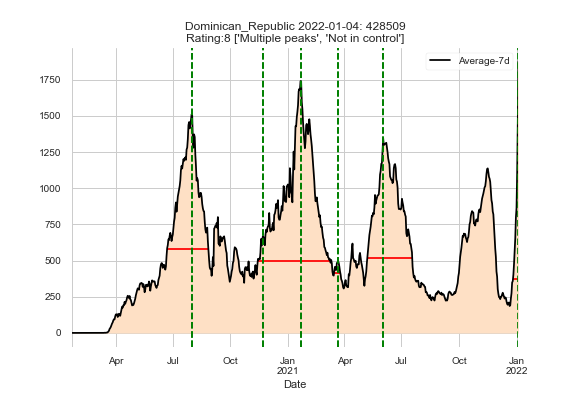 Dominican_Republic 2022-01-04: 428509
Rating:8 ['Multiple peaks', 'Not in control']
Average-7d
1750
1500
1250
1000
750
500
250
0
Apr Jul Oct Jan Apr Jul Oct Jan
2021 2022
Date